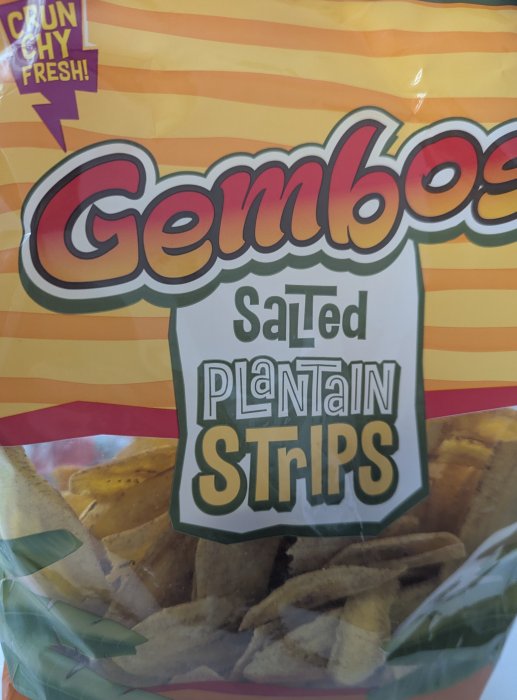 CRUN
CHY
FRESH!
Gembos
SaLTed
PLaNTaIN
STrIPS